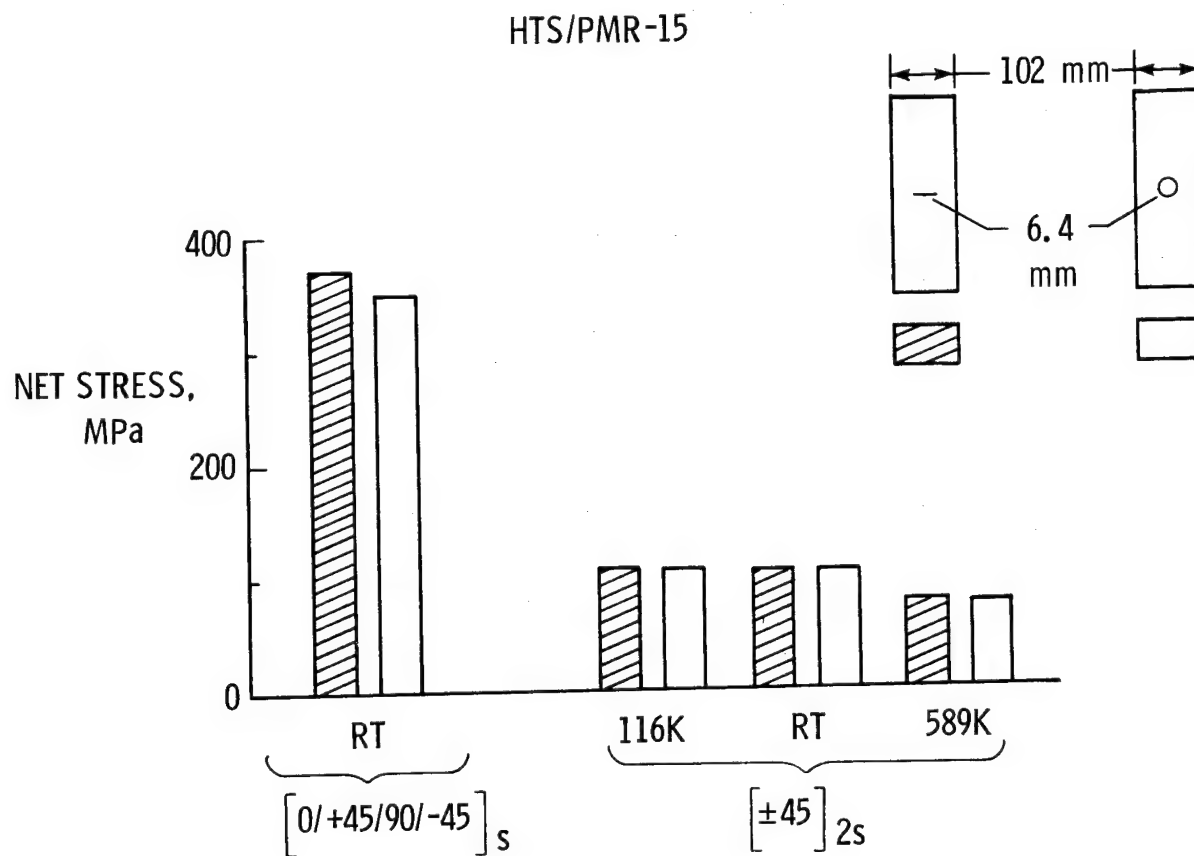 HTS/PMR-15
102 mm
6.4
mm
400
NET STRESS,
MPa
200
0
RT
116K RT 589K
[0/+45/90/-45]s
[±45]2s